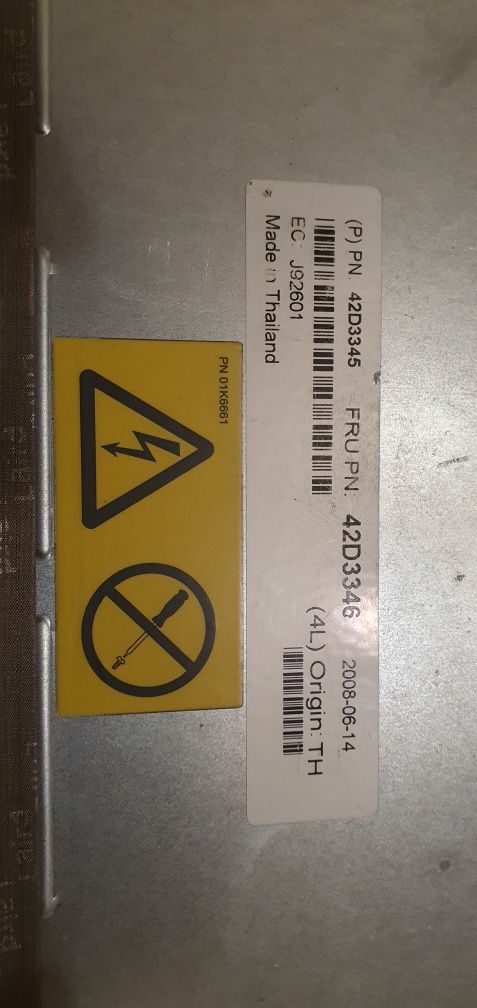 (P) PN 42D3345 FRU PN: 42D3346 2008-06-14
(4L) Origin: TH
EC: J92601
Made in Thailand
PN 01K6661